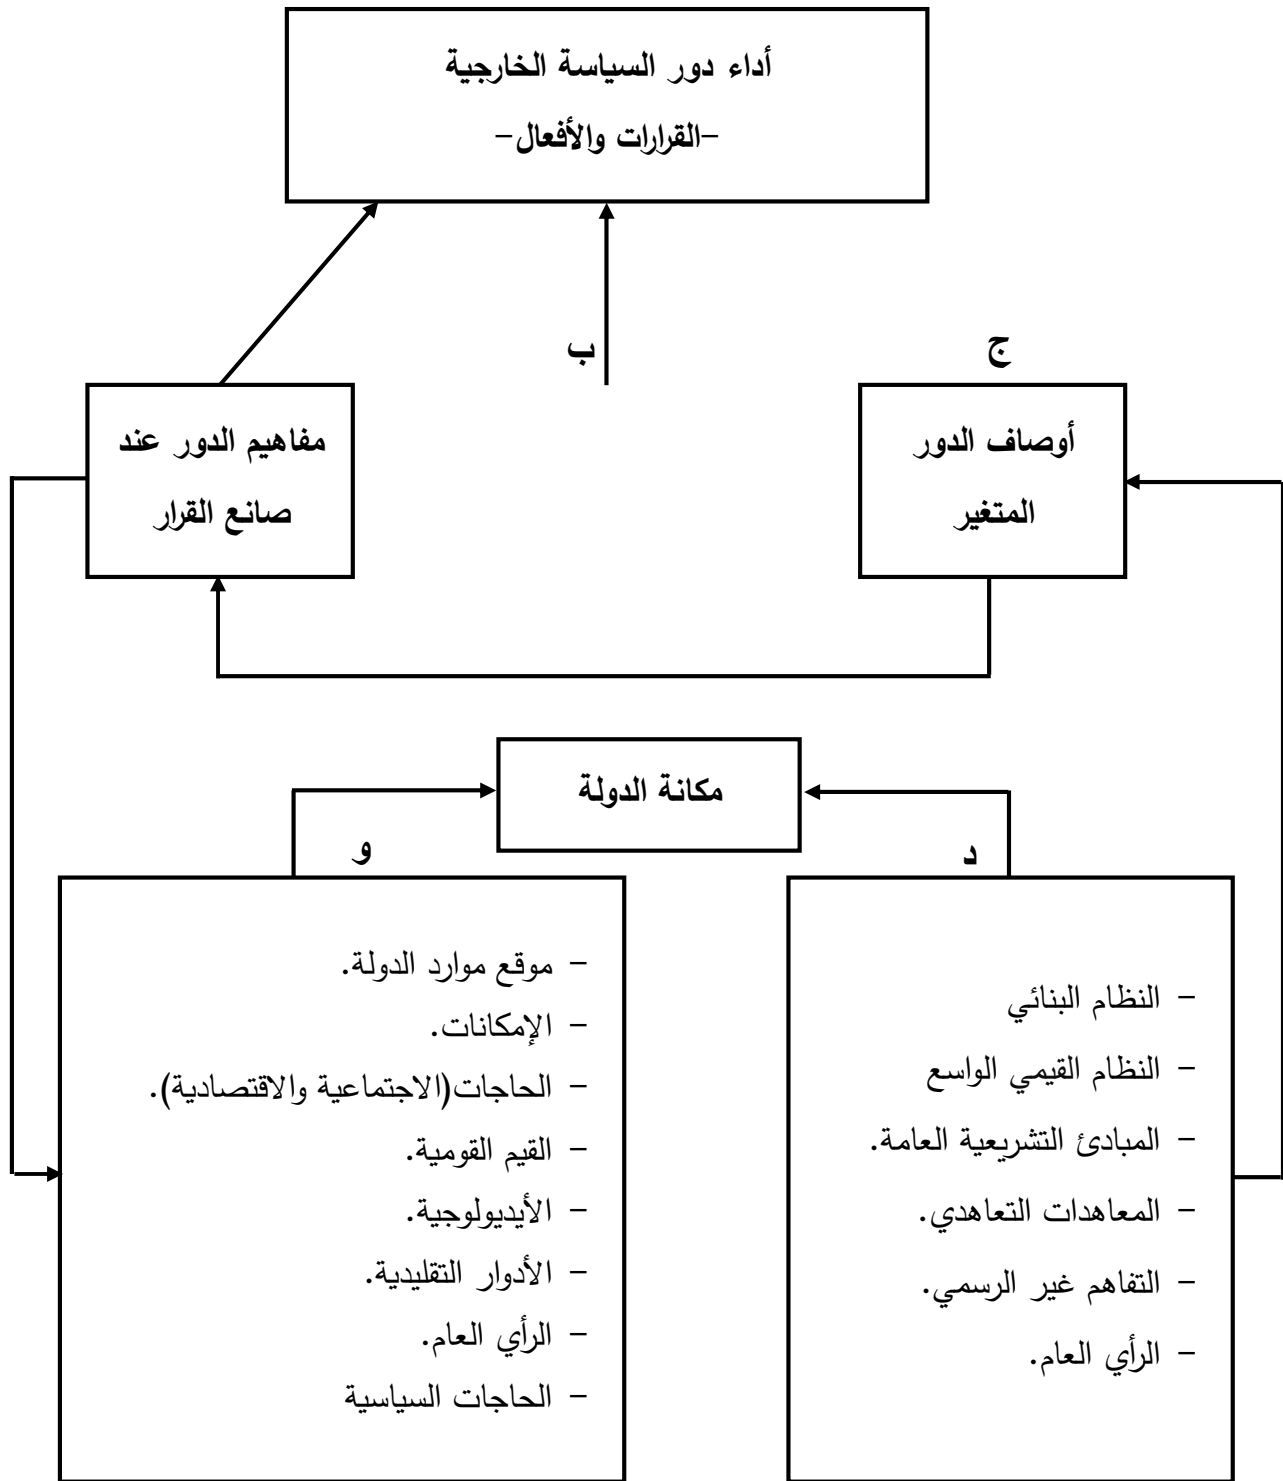 أداء دور السياسة الخارجية
-القرارات والأفعال-
ب
ج
أوصاف الدور
المتغير
مفاهيم الدور عند
صانع القرار
مكانة الدولة
د
و
- النظام البنائي
- النظام القيمي الواسع
- المبادئ التشريعية العامة.
- المعاهدات التعاهدي.
- التفاهم غير الرسمي.
- الرأي العام.
- موقع موارد الدولة.
- الإمكانات.
- الحاجات(الاجتماعية والاقتصادية).
- القيم القومية.
- الأيديولوجية.
- الأدوار التقليدية.
- الرأي العام.
- الحاجات السياسية